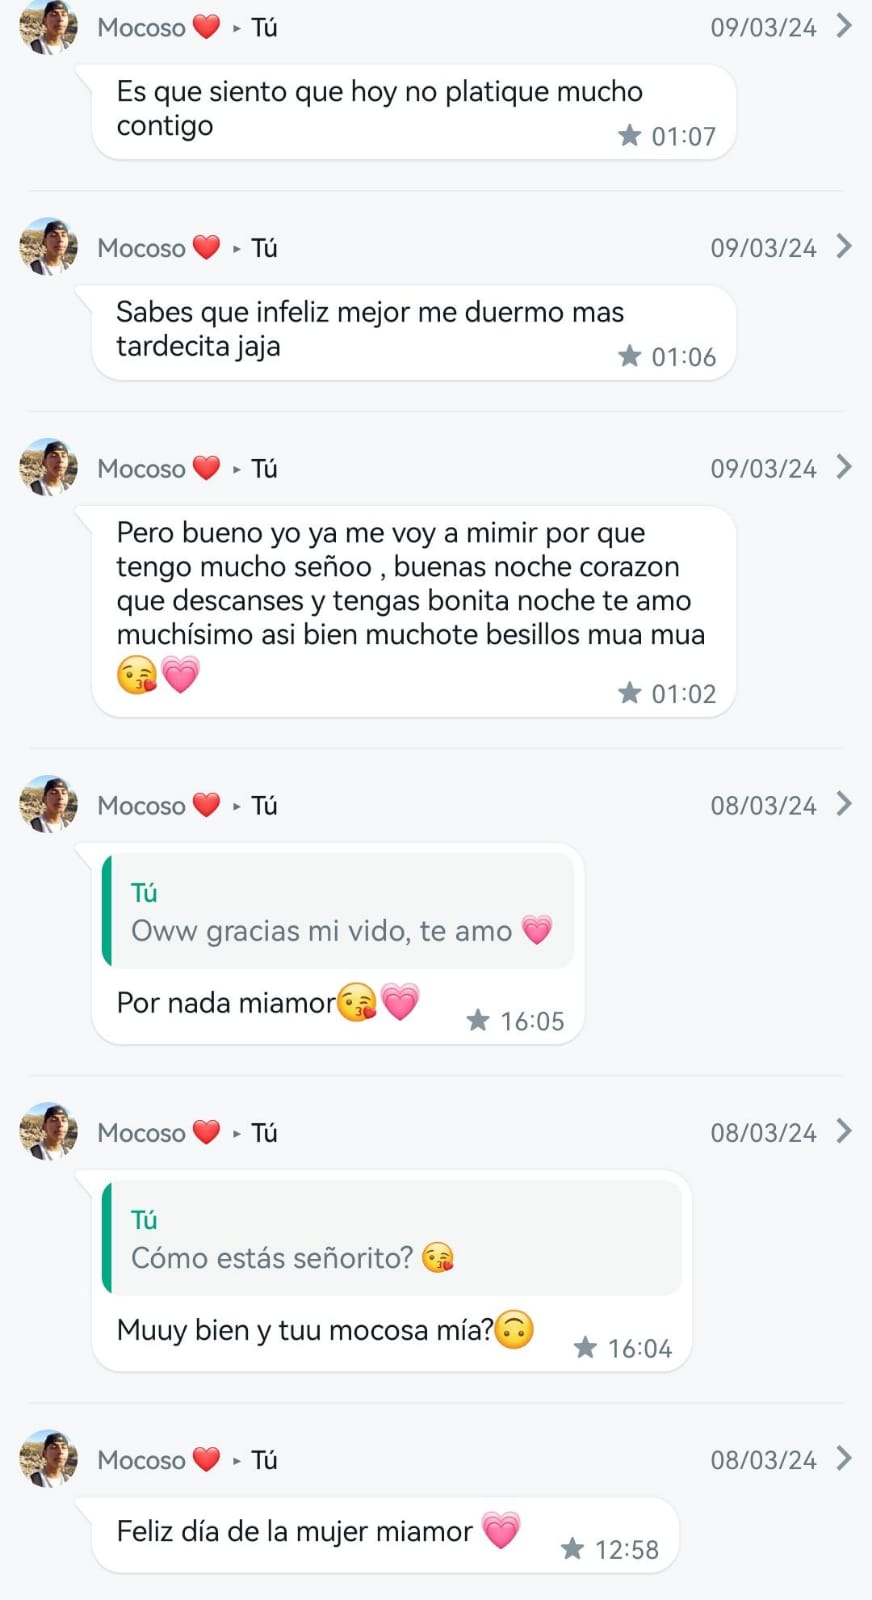 Mocoso ❤️ ▸ Tú 09/03/24
Es que siento que hoy no platique mucho
contigo
★ 01:07
Mocoso ❤️ ▸ Tú 09/03/24
Sabes que infeliz mejor me duermo mas
tardecita jaja
★ 01:06
Mocoso ❤️ ▸ Tú 09/03/24
Pero bueno yo ya me voy a mimir por que
tengo mucho señoo , buenas noche corazon
que descanses y tengas bonita noche te amo
muchísimo asi bien muchote besillos mua mua
😘💗
★ 01:02
Mocoso ❤️ ▸ Tú 08/03/24
Tú
Oww gracias mi vido, te amo 💗
Por nada miamor😘💗
★ 16:05
Mocoso ❤️ ▸ Tú 08/03/24
Tú
Cómo estás señorito? 😘
Muuy bien y tuu mocosa mía?🙃
★ 16:04
Mocoso ❤️ ▸ Tú 08/03/24
Feliz día de la mujer miamor 💗
★ 12:58